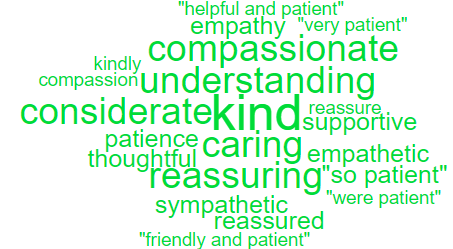 "helpful and patient"
empathy "very patient"
compassionate
kindly
compassion understanding
considerate kind reassure
supportive
patience caring
thoughtful empathetic
reassuring "so patient"
sympathetic "were patient"
reassured
"friendly and patient"